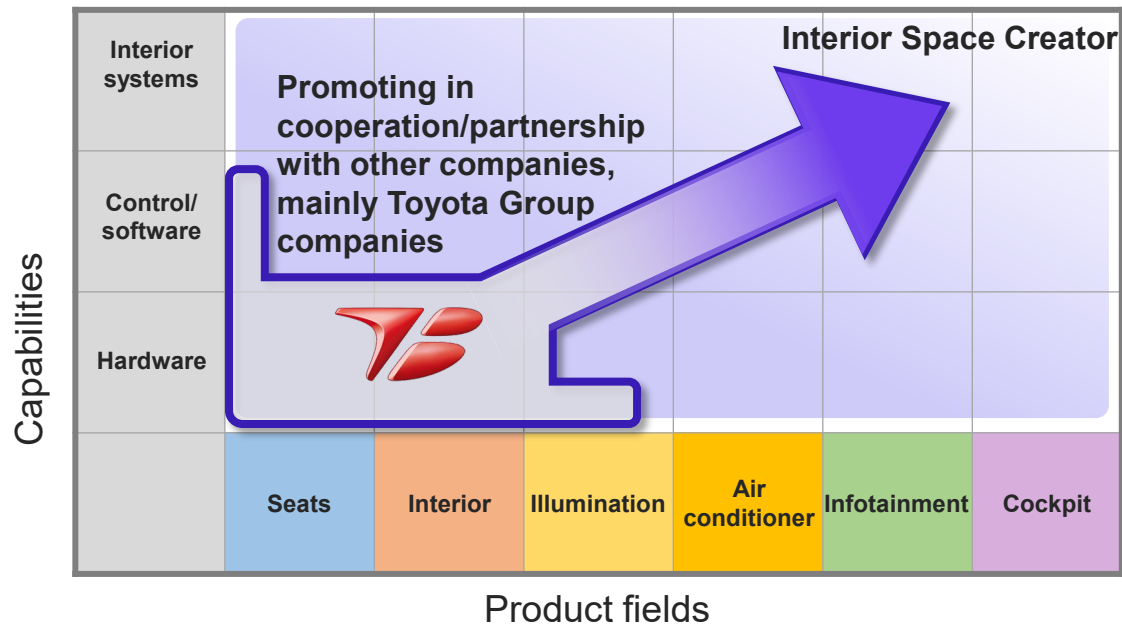 Interior
systems
Interior Space Creator
Promoting in
cooperation/partnership
with other companies,
mainly Toyota Group
companies
Control/
software
Hardware
Capabilities
TB
Seats
Interior
Illumination
Air
conditioner
Infotainment
Cockpit
Product fields